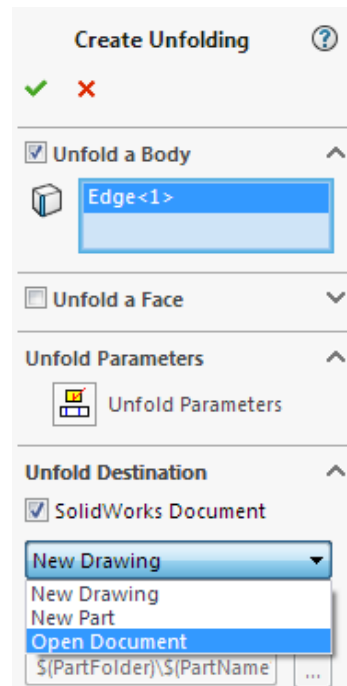 Create Unfolding
Unfold a Body
Edge<1>
Unfold a Face
Unfold Parameters
Unfold Parameters
Unfold Destination
SolidWorks Document
New Drawing
New Drawing
New Part
Open Document
$(PartFolder)\$(PartName
...